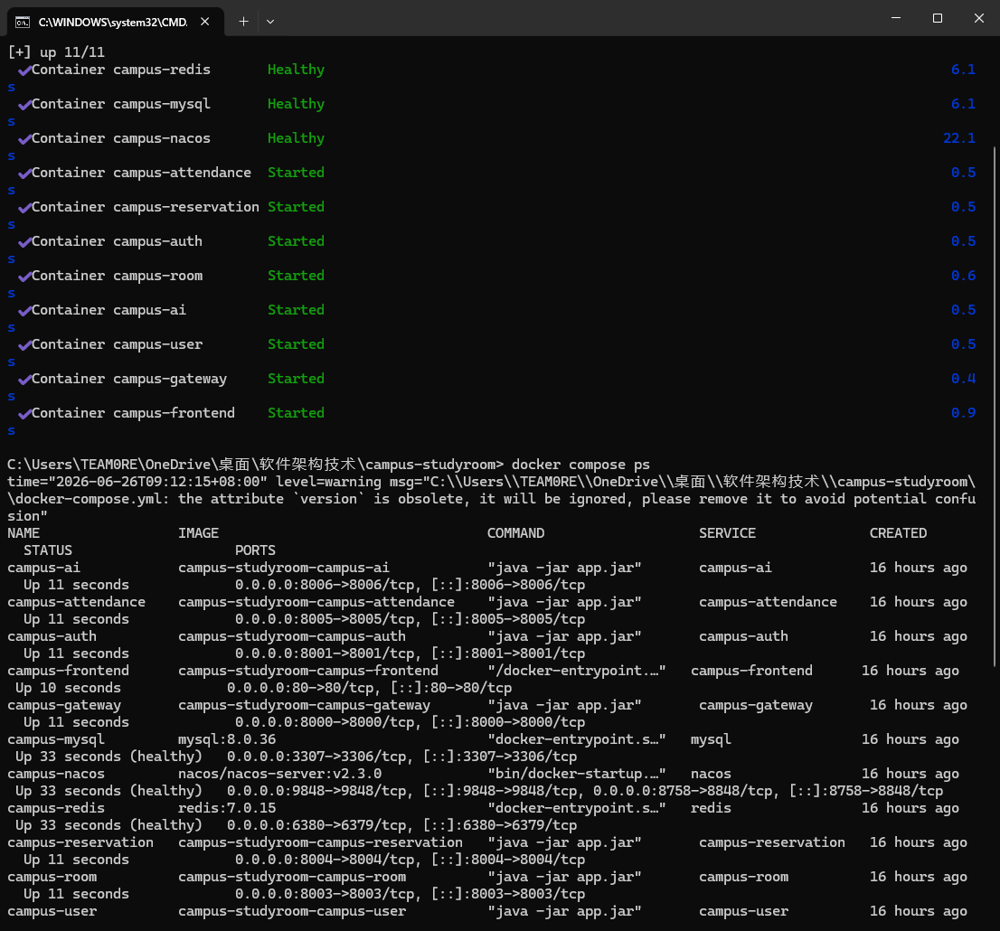 C:\WINDOWS\system32\CMD.
[+] up 11/11
✔Container campus-redis       Healthy                                                                             6.1
s
✔Container campus-mysql       Healthy                                                                             6.1
s
✔Container campus-nacos       Healthy                                                                            22.1
s
✔Container campus-attendance  Started                                                                             0.5
s
✔Container campus-reservation Started                                                                             0.5
s
✔Container campus-auth        Started                                                                             0.5
s
✔Container campus-room        Started                                                                             0.6
s
✔Container campus-ai          Started                                                                             0.5
s
✔Container campus-user        Started                                                                             0.5
s
✔Container campus-gateway     Started                                                                             0.4
s
✔Container campus-frontend    Started                                                                             0.9
s
C:\Users\TEAM0RE\OneDrive\桌面\软件架构技术\campus-studyroom> docker compose ps
time="2026-06-26T09:12:15+08:00" level=warning msg="C:\\Users\\TEAM0RE\\OneDrive\\桌面\\软件架构技术\\campus-studyroom\
\docker-compose.yml: the attribute `version` is obsolete, it will be ignored, please remove it to avoid potential confu
sion"
NAME                 IMAGE                                 COMMAND                   SERVICE              CREATED
  STATUS                    PORTS
campus-ai            campus-studyroom-campus-ai            "java -jar app.jar"       campus-ai            16 hours ago
  Up 11 seconds             0.0.0.0:8006->8006/tcp, [::]:8006->8006/tcp
campus-attendance    campus-studyroom-campus-attendance    "java -jar app.jar"       campus-attendance    16 hours ago
  Up 11 seconds             0.0.0.0:8005->8005/tcp, [::]:8005->8005/tcp
campus-auth          campus-studyroom-campus-auth          "java -jar app.jar"       campus-auth          16 hours ago
  Up 11 seconds             0.0.0.0:8001->8001/tcp, [::]:8001->8001/tcp
campus-frontend      campus-studyroom-campus-frontend      "/docker-entrypoint.…"   campus-frontend      16 hours ago
 Up 10 seconds             0.0.0.0:80->80/tcp, [::]:80->80/tcp
campus-gateway       campus-studyroom-campus-gateway       "java -jar app.jar"       campus-gateway       16 hours ago
  Up 11 seconds             0.0.0.0:8000->8000/tcp, [::]:8000->8000/tcp
campus-mysql         mysql:8.0.36                          "docker-entrypoint.s…"   mysql                16 hours ago
 Up 33 seconds (healthy)   0.0.0.0:3307->3306/tcp, [::]:3307->3306/tcp
campus-nacos         nacos/nacos-server:v2.3.0             "bin/docker-startup.…"   nacos                16 hours ago
 Up 33 seconds (healthy)   0.0.0.0:9848->9848/tcp, [::]:9848->9848/tcp, 0.0.0.0:8758->8848/tcp, [::]:8758->8848/tcp
campus-redis         redis:7.0.15                          "docker-entrypoint.s…"   redis                16 hours ago
 Up 33 seconds (healthy)   0.0.0.0:6380->6379/tcp, [::]:6380->6379/tcp
campus-reservation   campus-studyroom-campus-reservation   "java -jar app.jar"       campus-reservation   16 hours ago
  Up 11 seconds             0.0.0.0:8004->8004/tcp, [::]:8004->8004/tcp
campus-room          campus-studyroom-campus-room          "java -jar app.jar"       campus-room          16 hours ago
  Up 11 seconds             0.0.0.0:8003->8003/tcp, [::]:8003->8003/tcp
campus-user          campus-studyroom-campus-user          "java -jar app.jar"       campus-user          16 hours ago